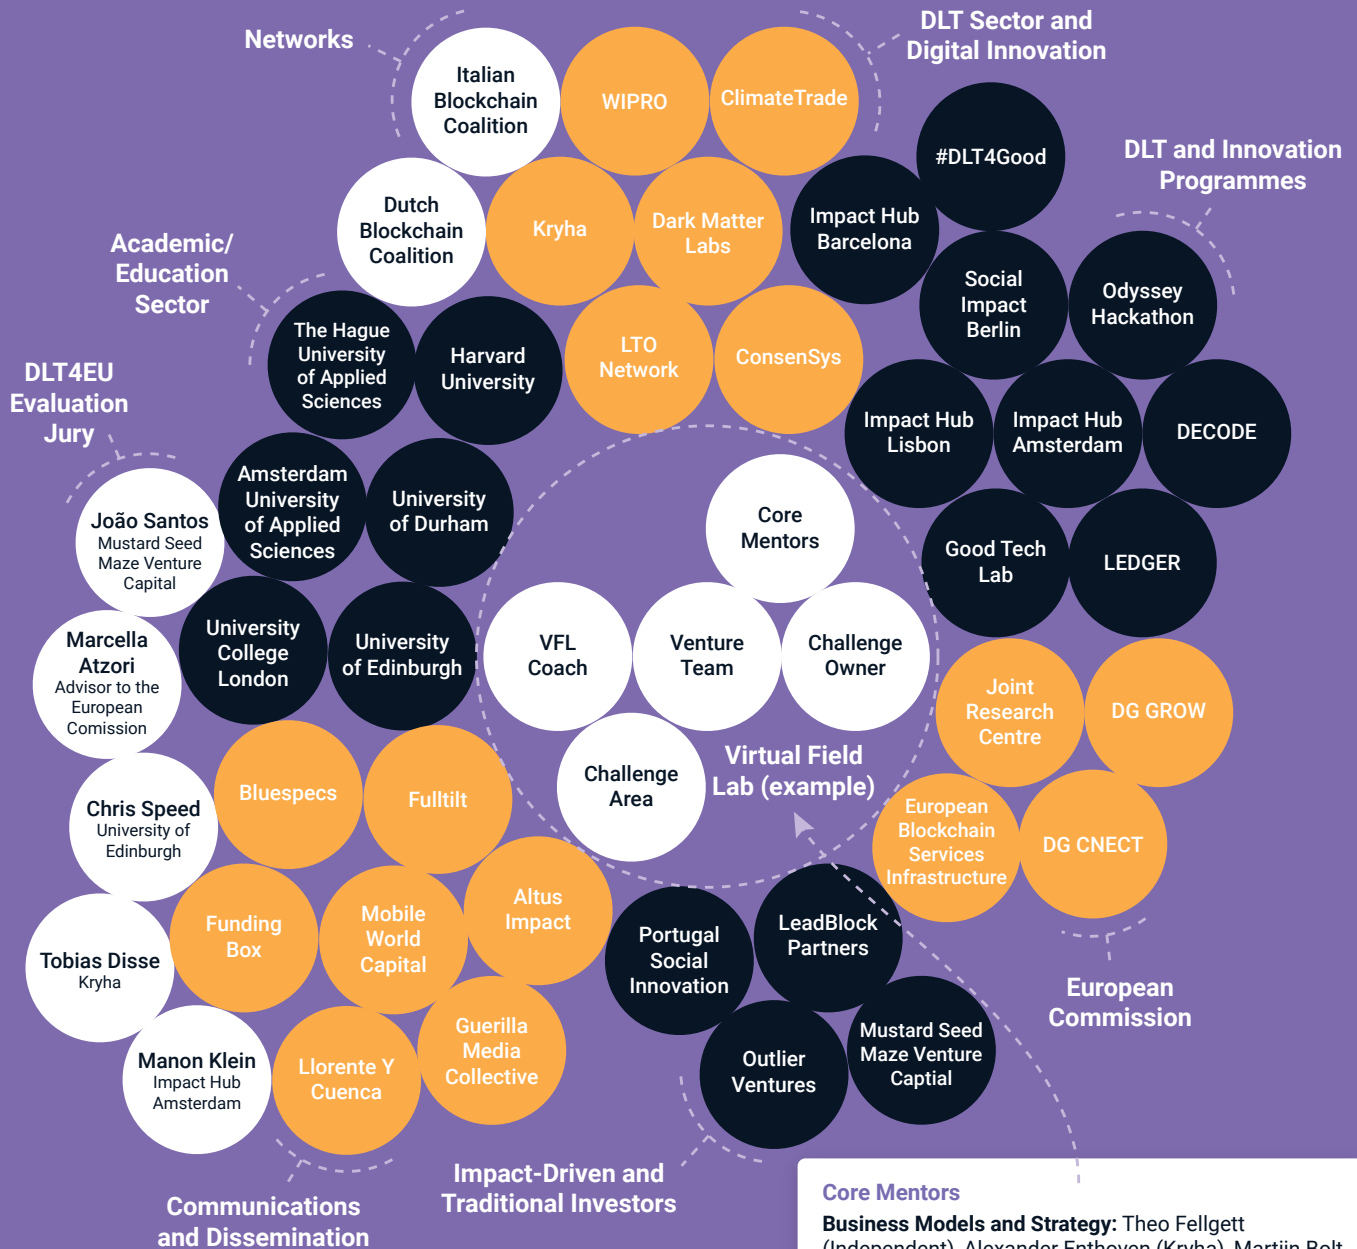 Networks
Italian
Blockchain
Coalition
WIPRO
ClimateTrade
DLT Sector and
Digital Innovation
#DLT4Good
DLT and Innovation
Programmes
Dutch
Blockchain
Coalition
Kryha
Dark Matter
Labs
Impact Hub
Barcelona
Social
Impact
Berlin
Odyssey
Hackathon
Academic/
Education
Sector
The Hague
University
of Applied
Sciences
Harvard
University
LTO
Network
ConsenSys
Impact Hub
Lisbon
Impact Hub
Amsterdam
DECODE
DLT4EU
Evaluation
Jury
João Santos
Mustard Seed
Maze Venture
Capital
Amsterdam
University
of Applied
Sciences
University
of Durham
Core
Mentors
Good Tech
Lab
LEDGER
Marcella
Atzori
Advisor to the
European
Comission
University
College
London
University
of Edinburgh
VFL
Coach
Venture
Team
Challenge
Owner
Joint
Research
Centre
DG GROW
Chris Speed
University of
Edinburgh
Bluespecs
Fulltilt
Challenge
Area
Virtual Field
Lab (example)
European
Blockchain
Services
Infrastructure
DG CNECT
Tobias Disse
Kryha
Funding
Box
Mobile
World
Capital
Altus
Impact
Portugal
Social
Innovation
LeadBlock
Partners
European
Commission
Manon Klein
Impact Hub
Amsterdam
Llorente Y
Cuenca
Guerilla
Media
Collective
Outlier
Ventures
Mustard Seed
Maze Venture
Captial
Communications
and Dissemination
Impact-Driven and
Traditional Investors
Core Mentors
Business Models and Strategy: Theo Fellgett
(Independent), Alexander Enthoven (Kryha), Martijn Bolt